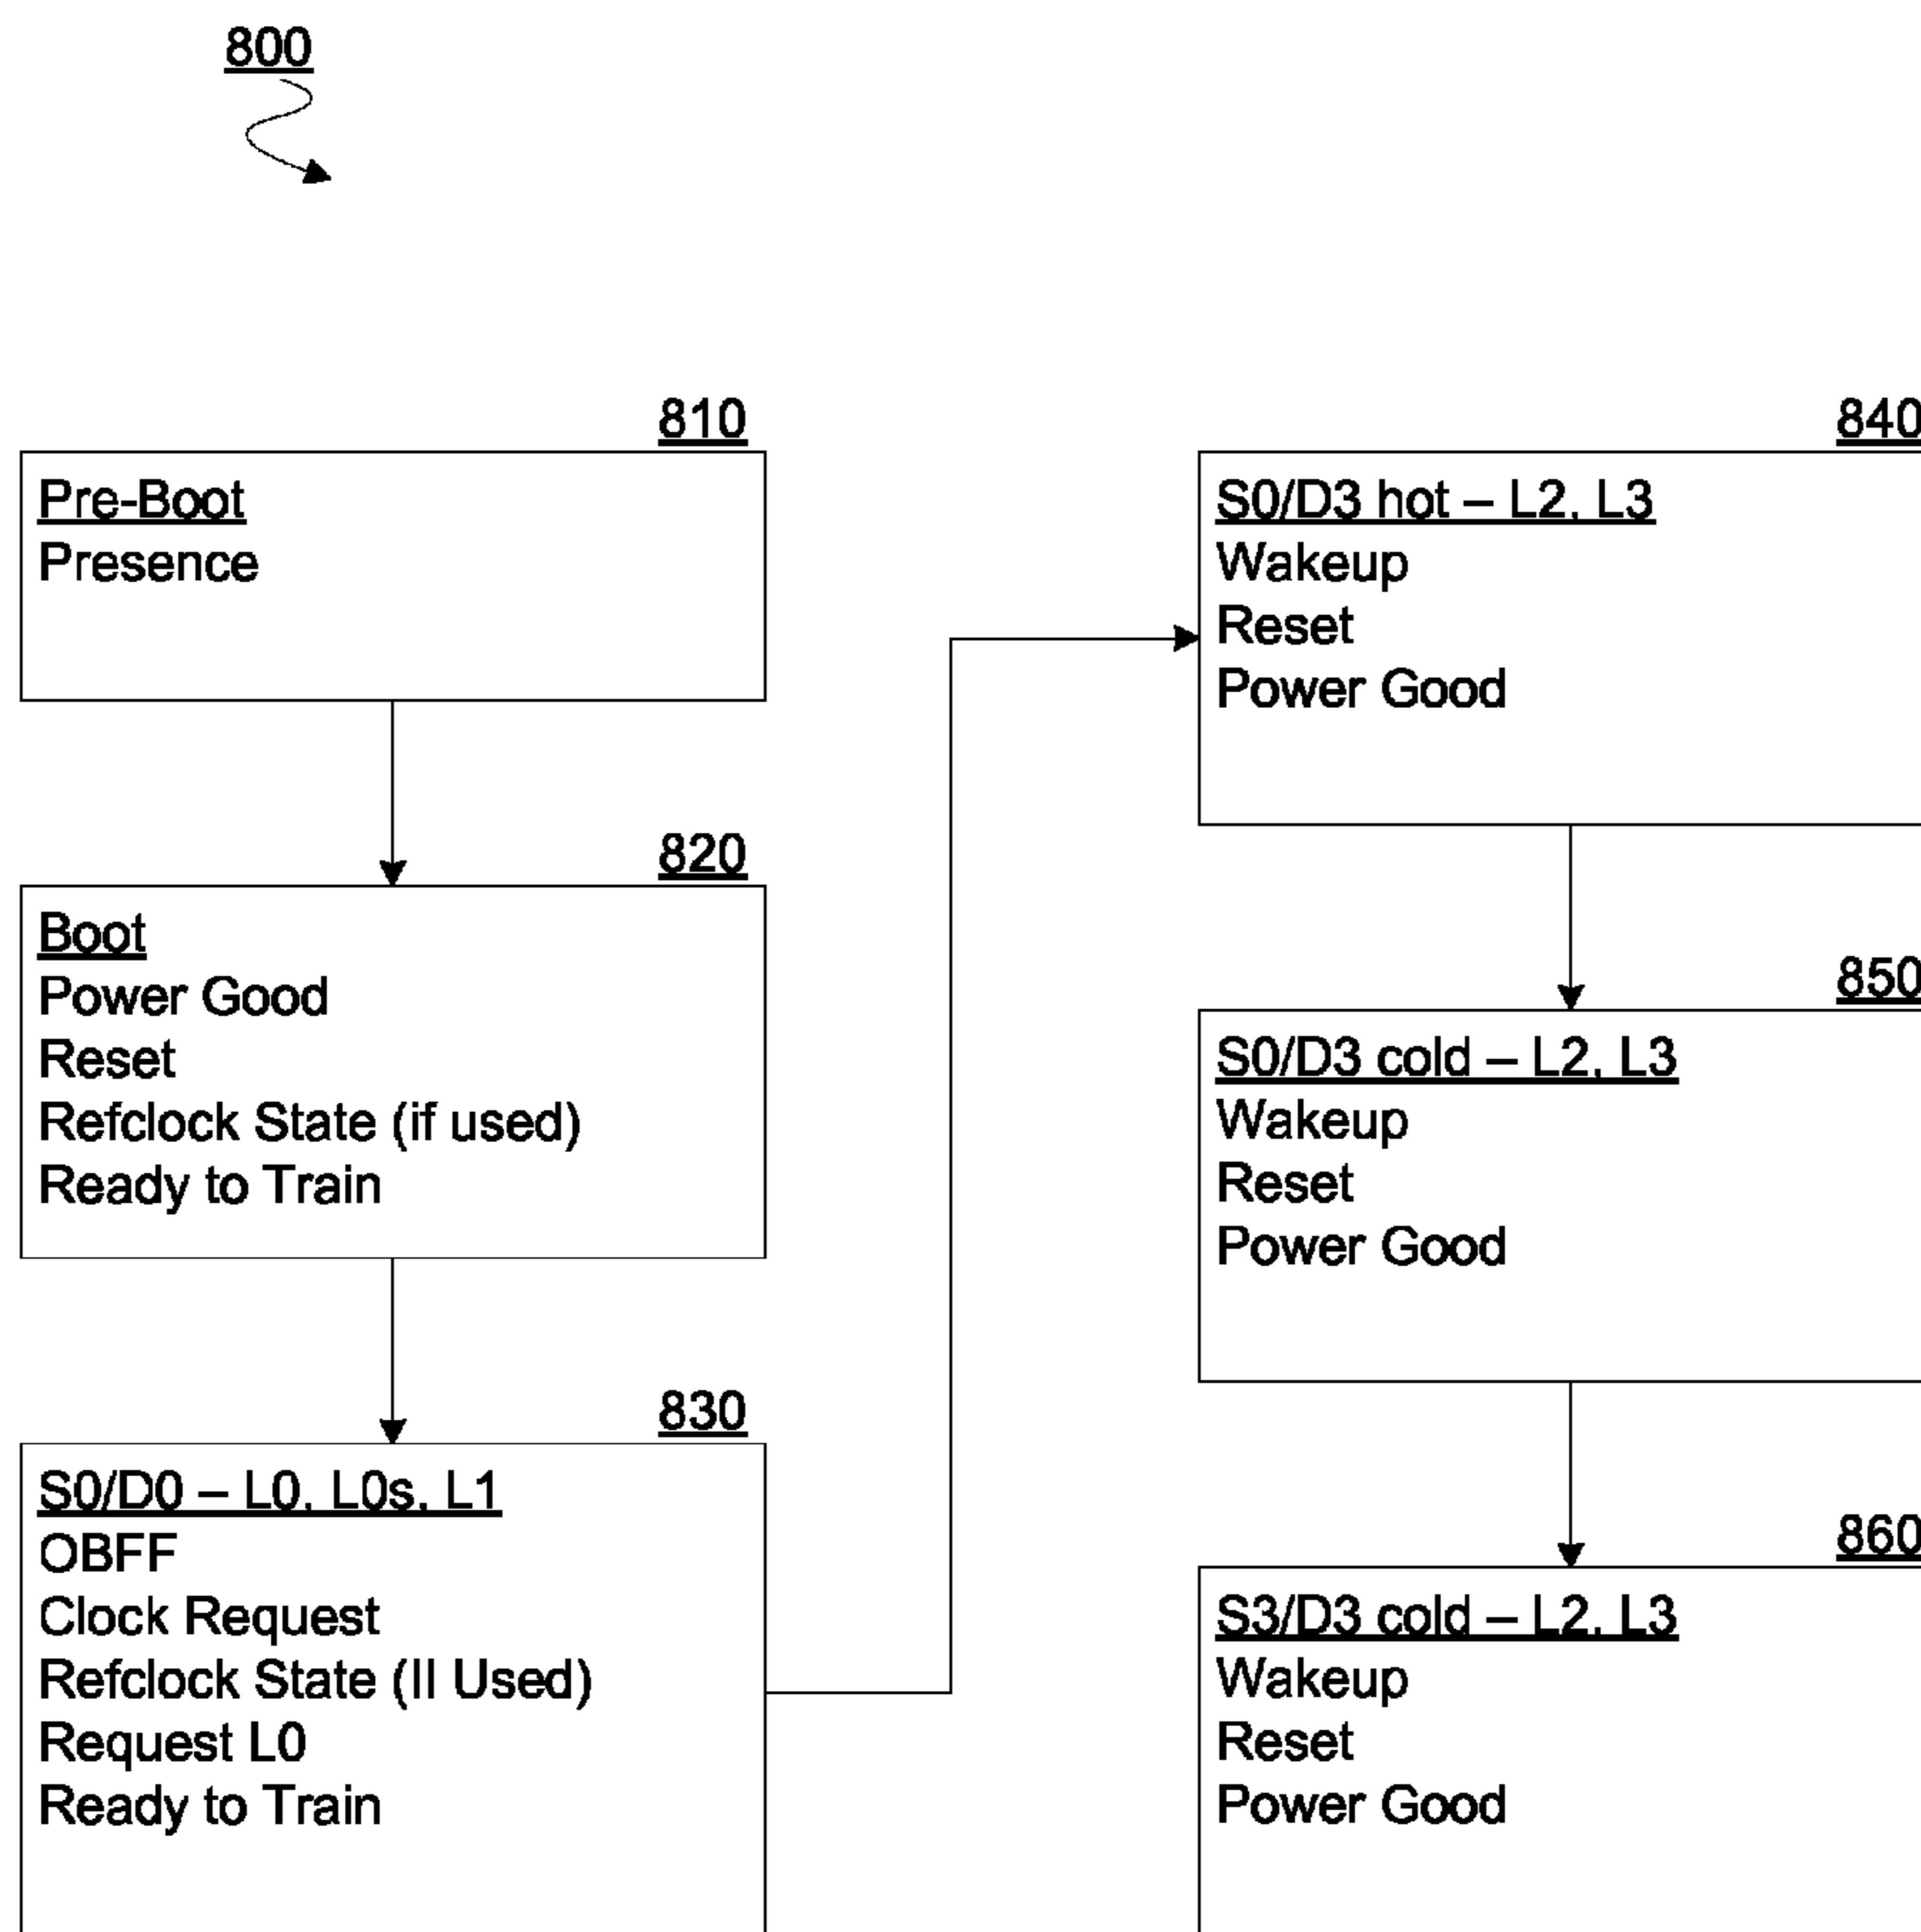 800
810
Pre-Boot
Presence
820
Boot
Power Good
Reset
Refclock State (if used)
Ready to Train
830
S0/D0 – L0, L0s, L1
OBFF
Clock Request
Refclock State (II Used)
Request L0
Ready to Train
840
S0/D3 hot – L2, L3
Wakeup
Reset
Power Good
850
S0/D3 cold – L2, L3
Wakeup
Reset
Power Good
860
S3/D3 cold – L2, L3
Wakeup
Reset
Power Good